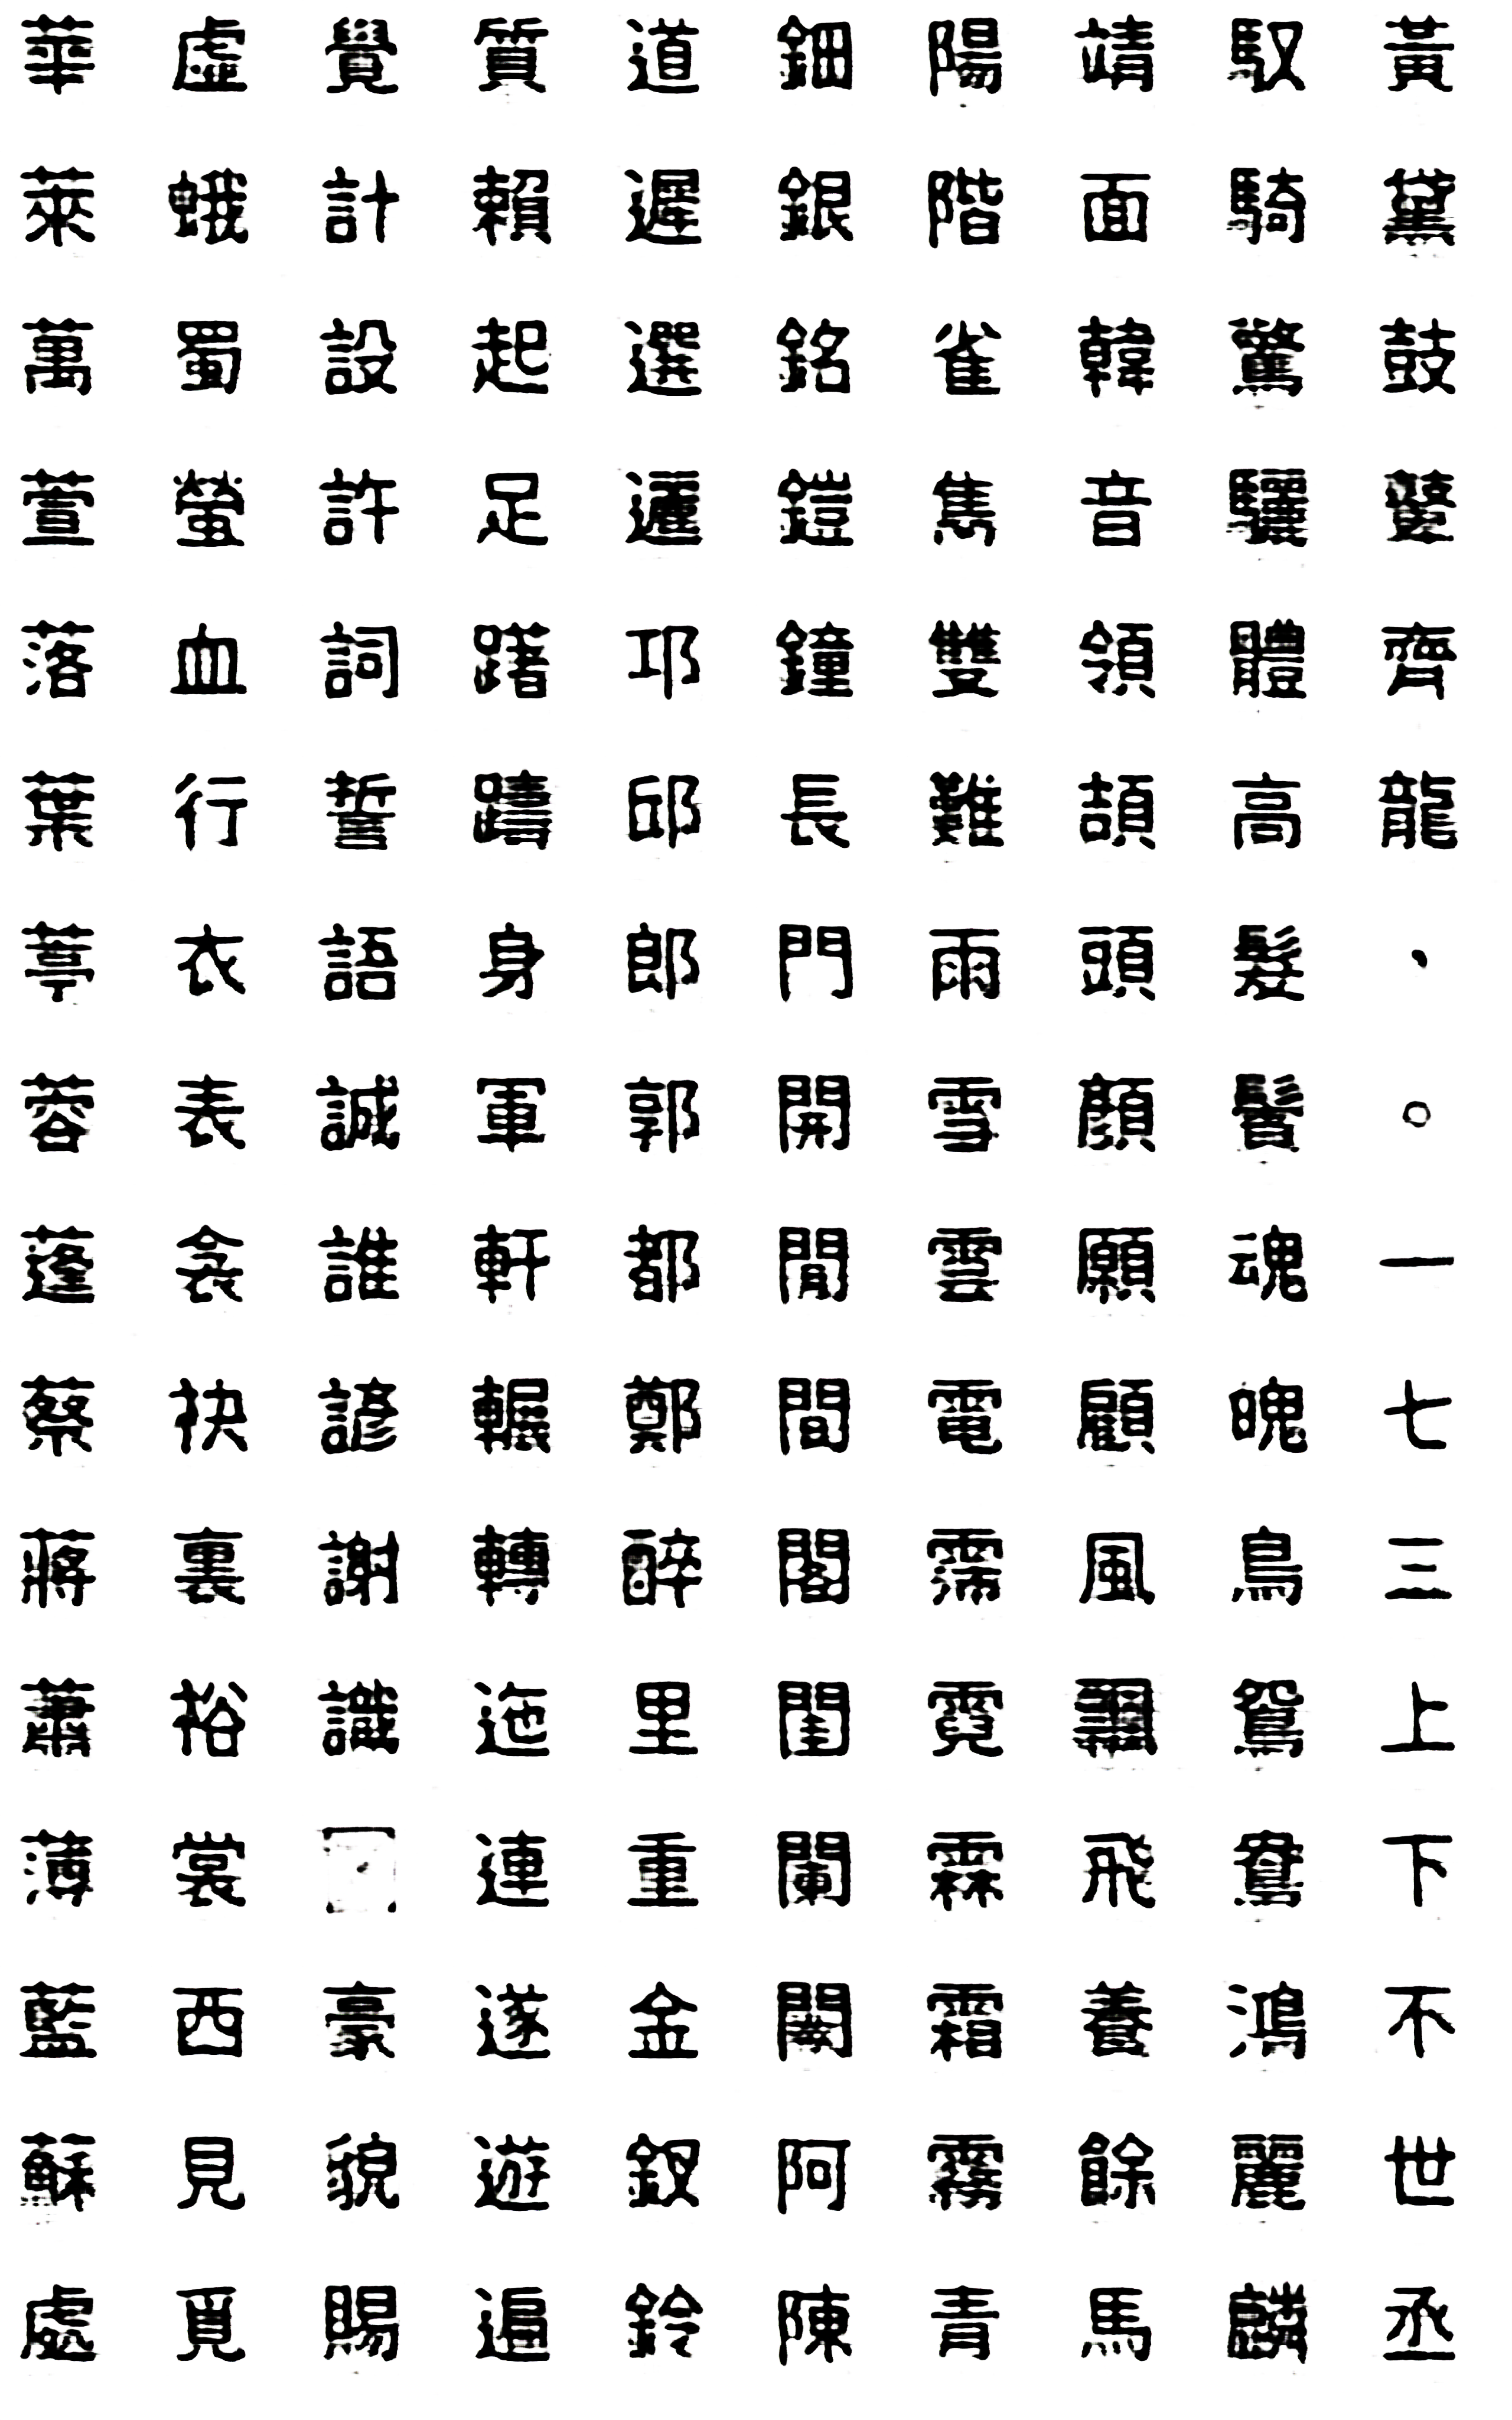 華虛覺質道鈿陽靖馭黃
萊蛾計賴遲銀階面騎黛
萬蜀設起選銘雀韓驚鼓
萱螢許足邐鎧雋音驪鼙
落血詞躇邛鐘雙領體齊
葉行誓躊邱長難頡高龍
葶衣語身郎門雨頭髮、
蓉表誠軍郭開雪顏髻。
蓬衾誰軒都閒雲願魂一
蔡袂諺輾鄭間電顧魄七
蔣裏謝轉醉閣霈風鳥三
蕭裕識迤里閨霓飄鴛上
薄裳連重闌霖飛鴦下
藍西豪遂金闕霜養鴻不
蘇見貌遊釵阿霧餘麗世
處覓賜遍鈴陳青馬麟丞